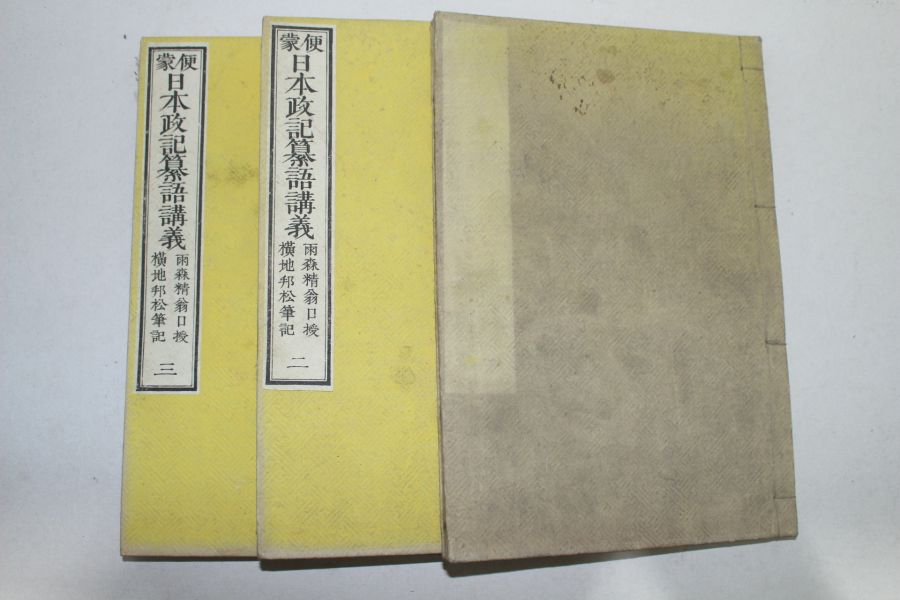 便蒙
日本政記纂語講義
雨森精翁口授
橫地邦松筆記
二
便蒙
日本政記纂語講義
雨森精翁口授
橫地邦松筆記
三